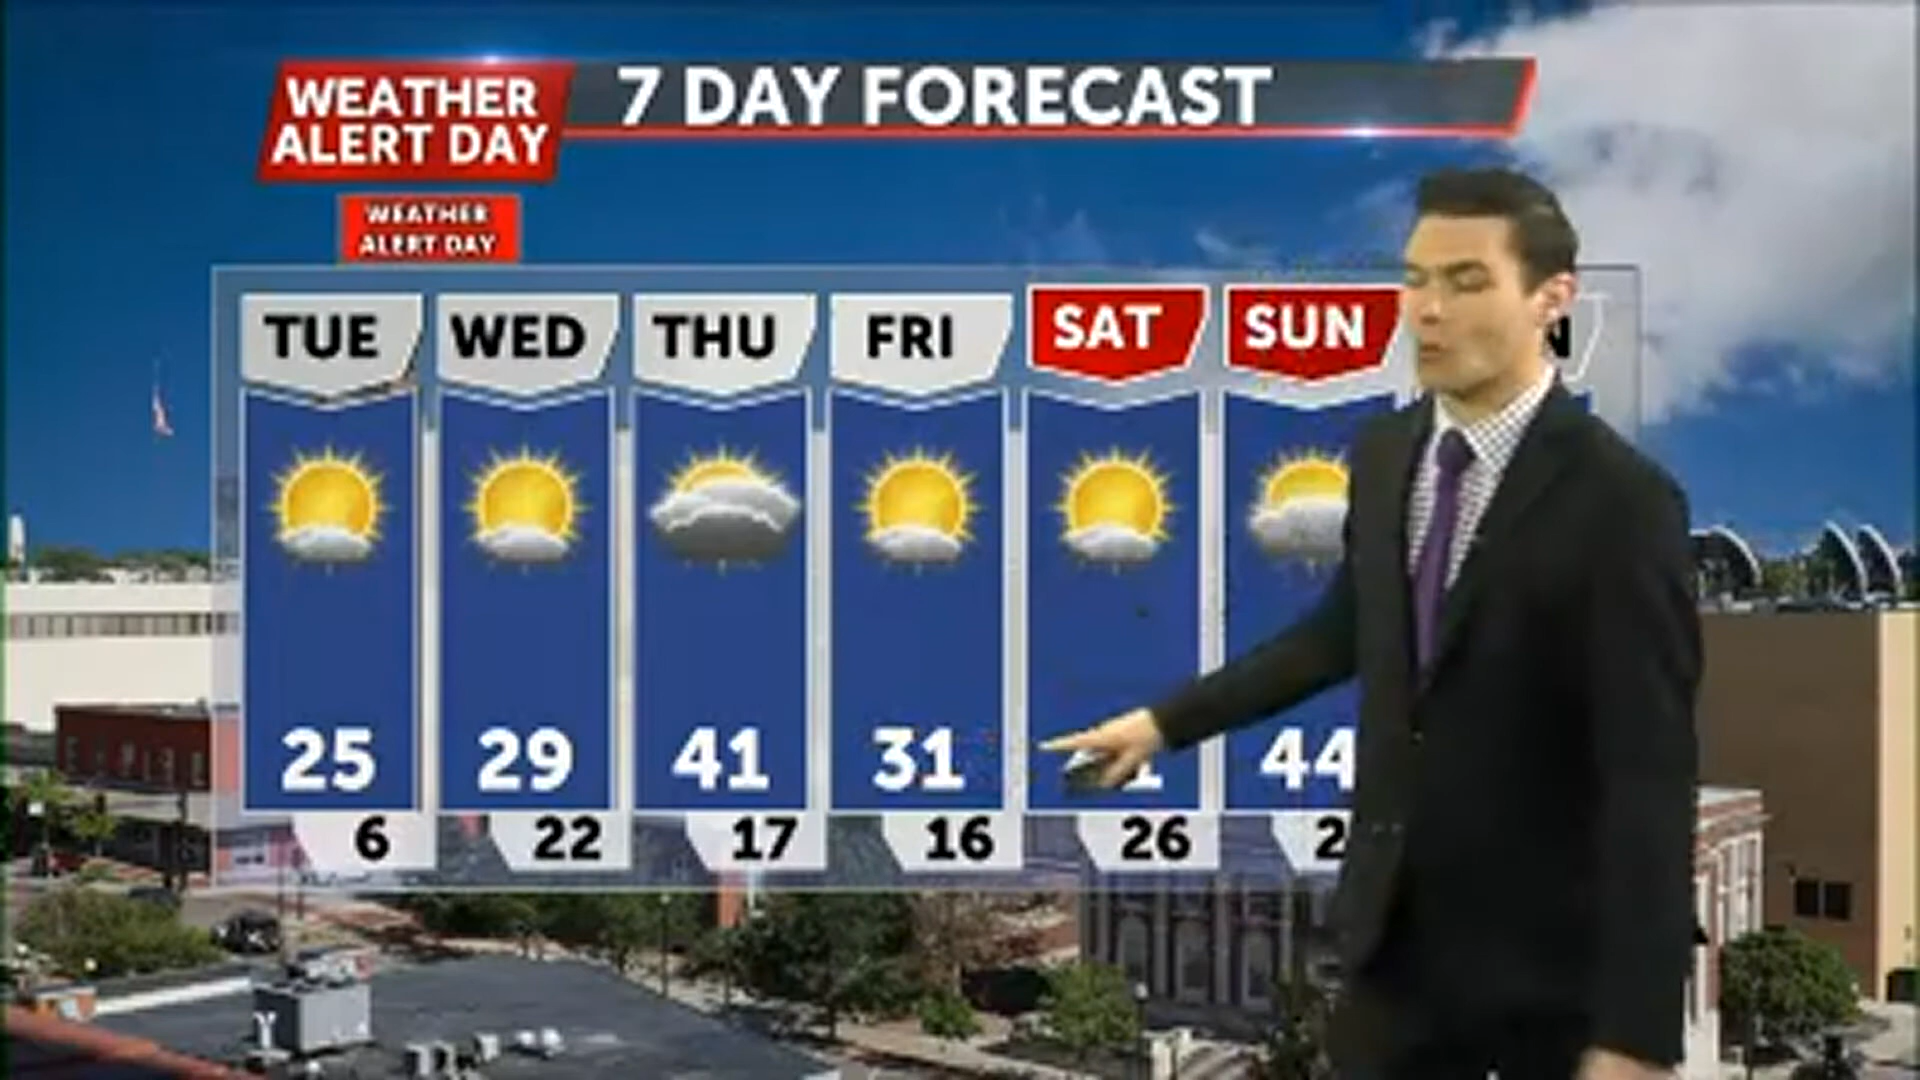 WEATHER
ALERT DAY
7 DAY FORECAST
WEATHER
ALERT DAY
TUE WED THU FRI SAT SUN
25 29 41 31 44
6 22 17 16 26